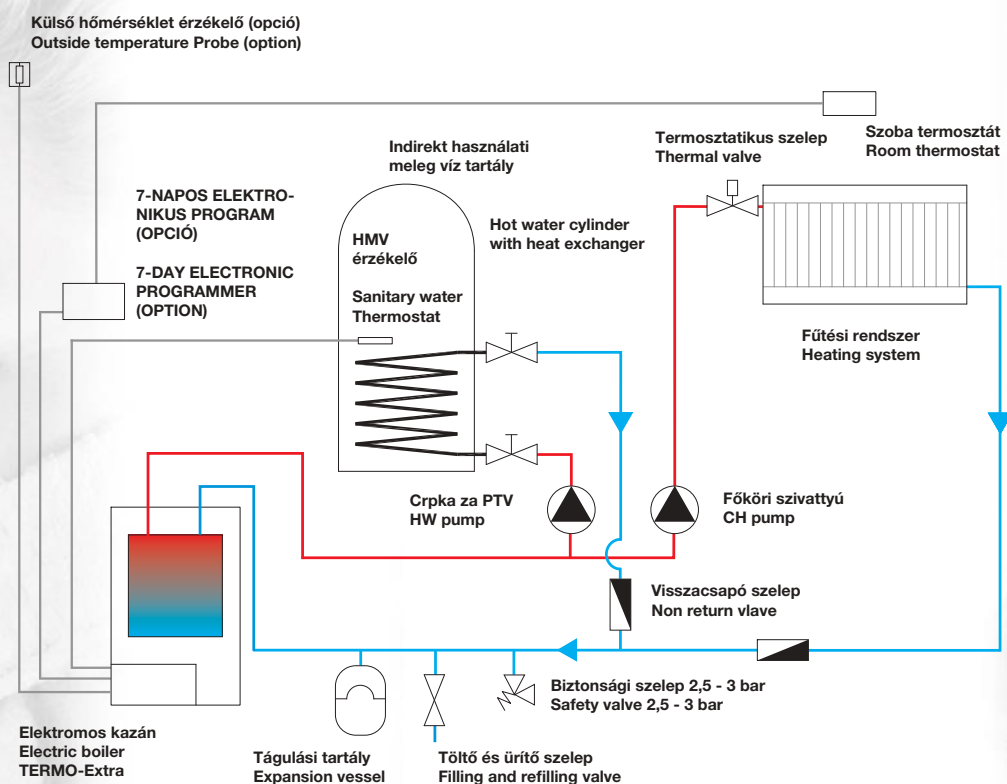 Külső hőmérséklet érzékelő (opció)
Outside temperature Probe (option)
Termosztatikus szelep
Thermal valve
Szoba termosztát
Room thermostat
Indirekt használati
meleg víz tartály
7-NAPOS ELEKTRO-
NIKUS PROGRAM
(OPCIÓ)
7-DAY ELECTRONIC
PROGRAMMER
(OPTION)
Hot water cylinder
with heat exchanger
HMV
érzékelő
Sanitary water
Thermostat
Fűtési rendszer
Heating system
Crpka za PTV
HW pump
Főköri szivattyú
CH pump
Visszacsapó szelep
Non return vlave
Biztonsági szelep 2,5 - 3 bar
Safety valve 2,5 - 3 bar
Elektromos kazán
Electric boiler
TERMO-Extra
Tágulási tartály
Expansion vessel
Töltő és ürítő szelep
Filling and refilling valve